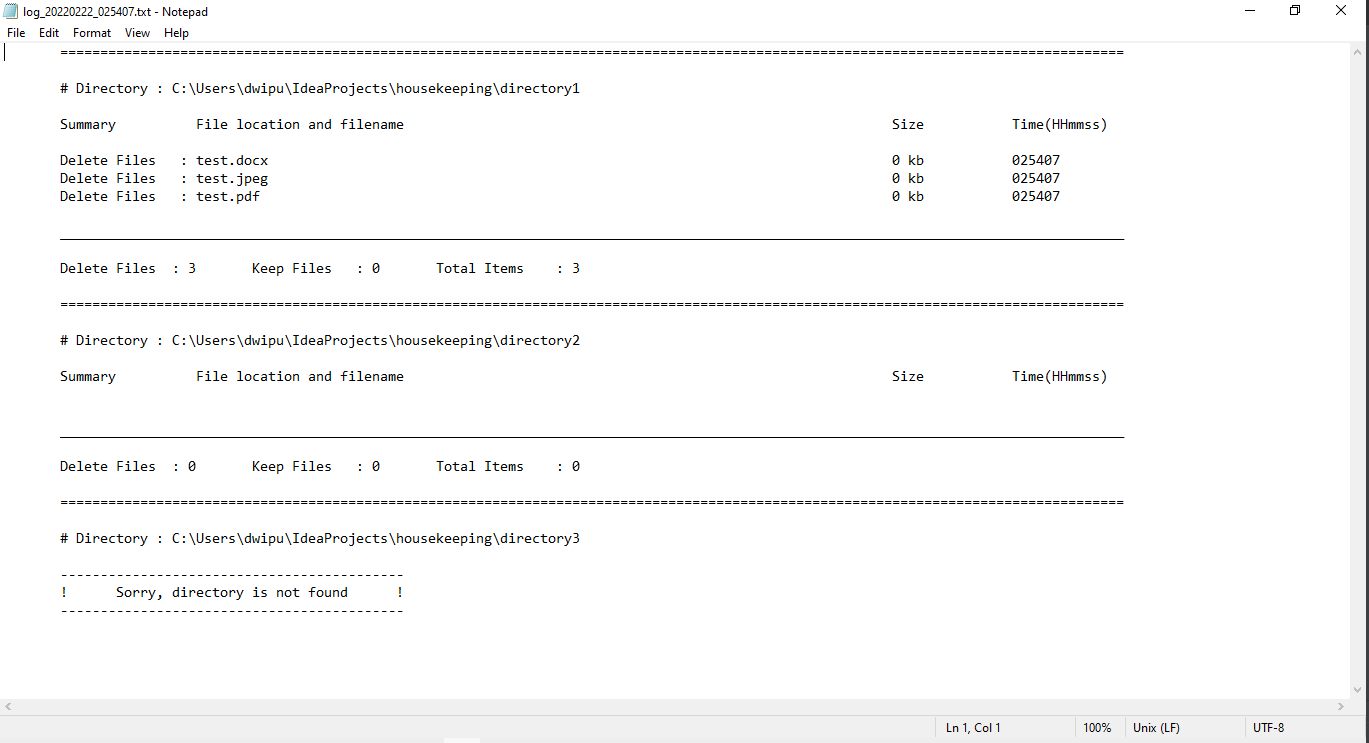 log_20220222_025407.txt - Notepad
File Edit Format View Help
=====================================================================================================================================
# Directory : C:\Users\dwipu\IdeaProjects\housekeeping\directory1
Summary File location and filename Size Time(HHmmss)
Delete Files : test.docx 0 kb 025407
Delete Files : test.jpeg 0 kb 025407
Delete Files : test.pdf 0 kb 025407
_____________________________________________________________________________________________________________________________________
Delete Files : 3 Keep Files : 0 Total Items : 3
=====================================================================================================================================
# Directory : C:\Users\dwipu\IdeaProjects\housekeeping\directory2
Summary File location and filename Size Time(HHmmss)
_____________________________________________________________________________________________________________________________________
Delete Files : 0 Keep Files : 0 Total Items : 0
=====================================================================================================================================
# Directory : C:\Users\dwipu\IdeaProjects\housekeeping\directory3
-------------------------------------------
! Sorry, directory is not found !
-------------------------------------------
Ln 1, Col 1 100% Unix (LF) UTF-8